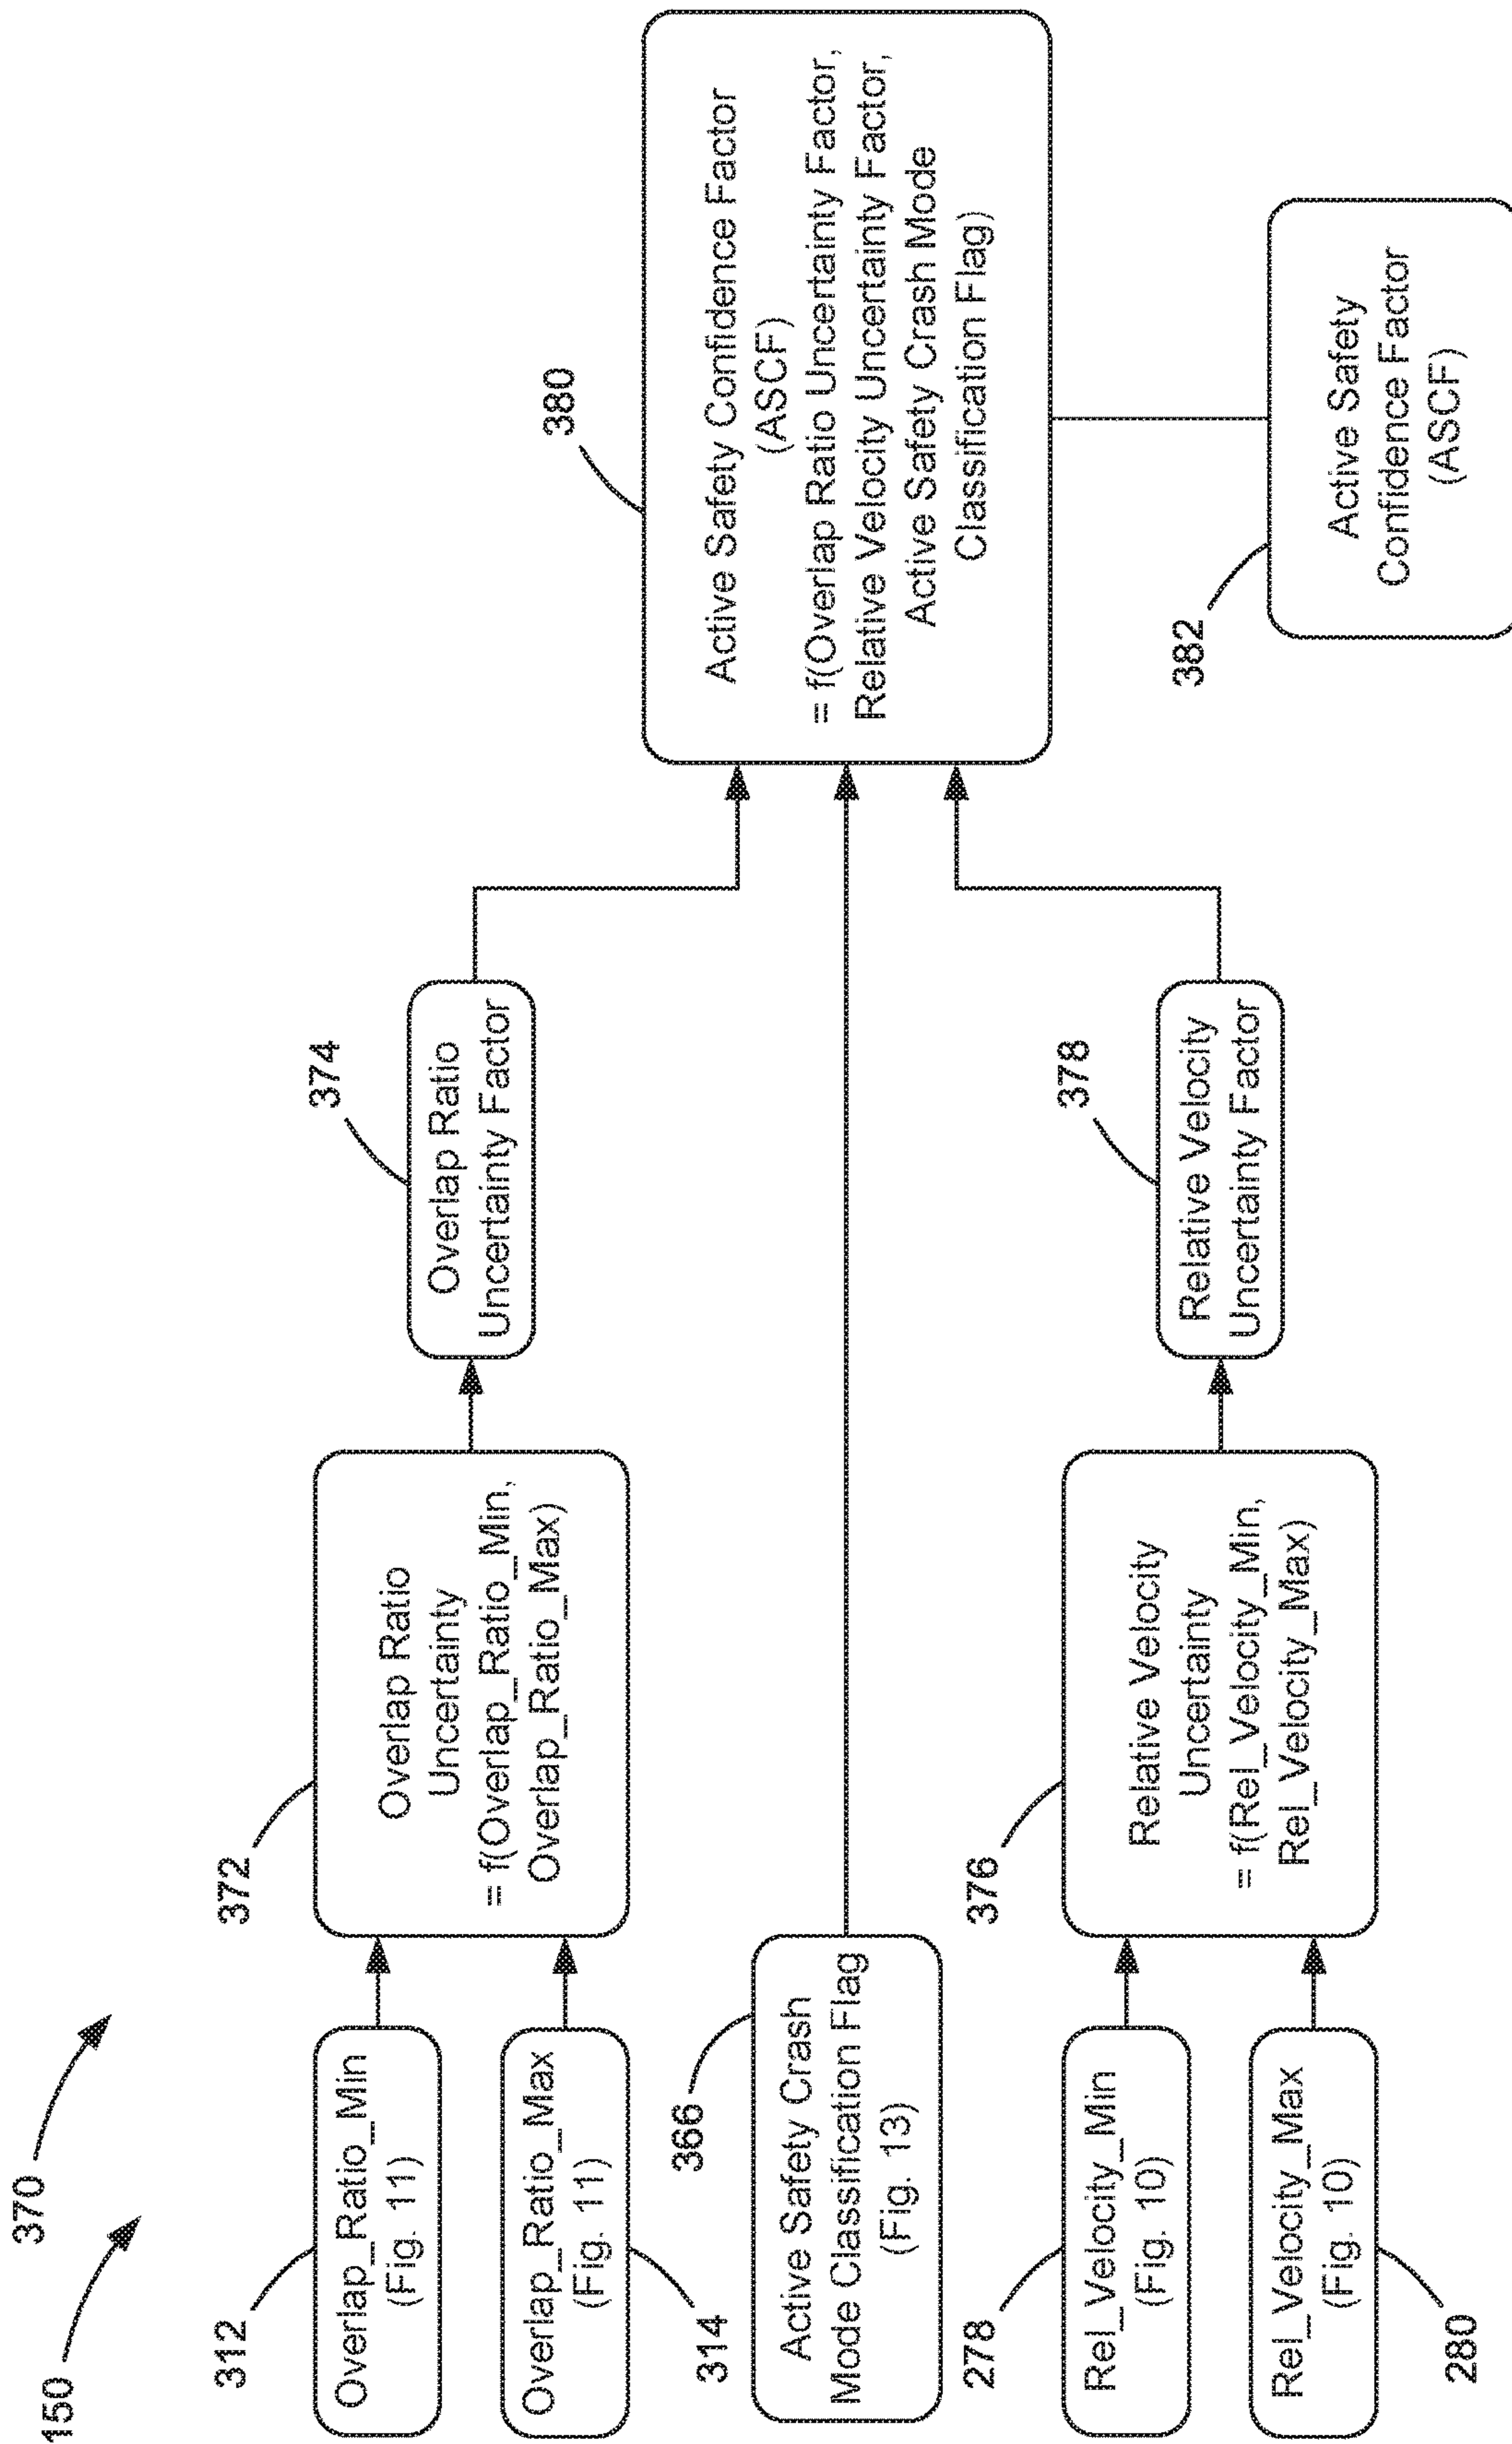 150
370
312
Overlap_Ratio_Min
(Fig. 11)
Overlap_Ratio_Max
(Fig. 11)
314
372
Overlap Ratio
Uncertainty
= f(Overlap_Ratio_Min,
Overlap_Ratio_Max)
374
Overlap Ratio
Uncertainty Factor
366
Active Safety Crash
Mode Classification Flag
(Fig. 13)
278
Rel_Velocity_Min
(Fig. 10)
Rel_Velocity_Max
(Fig. 10)
280
376
Relative Velocity
Uncertainty
= f(Rel_Velocity_Min,
Rel_Velocity_Max)
378
Relative Velocity
Uncertainty Factor
380
Active Safety Confidence Factor
(ASCF)
= f(Overlap Ratio Uncertainty Factor,
Relative Velocity Uncertainty Factor,
Active Safety Crash Mode
Classification Flag)
382
Active Safety
Confidence Factor
(ASCF)